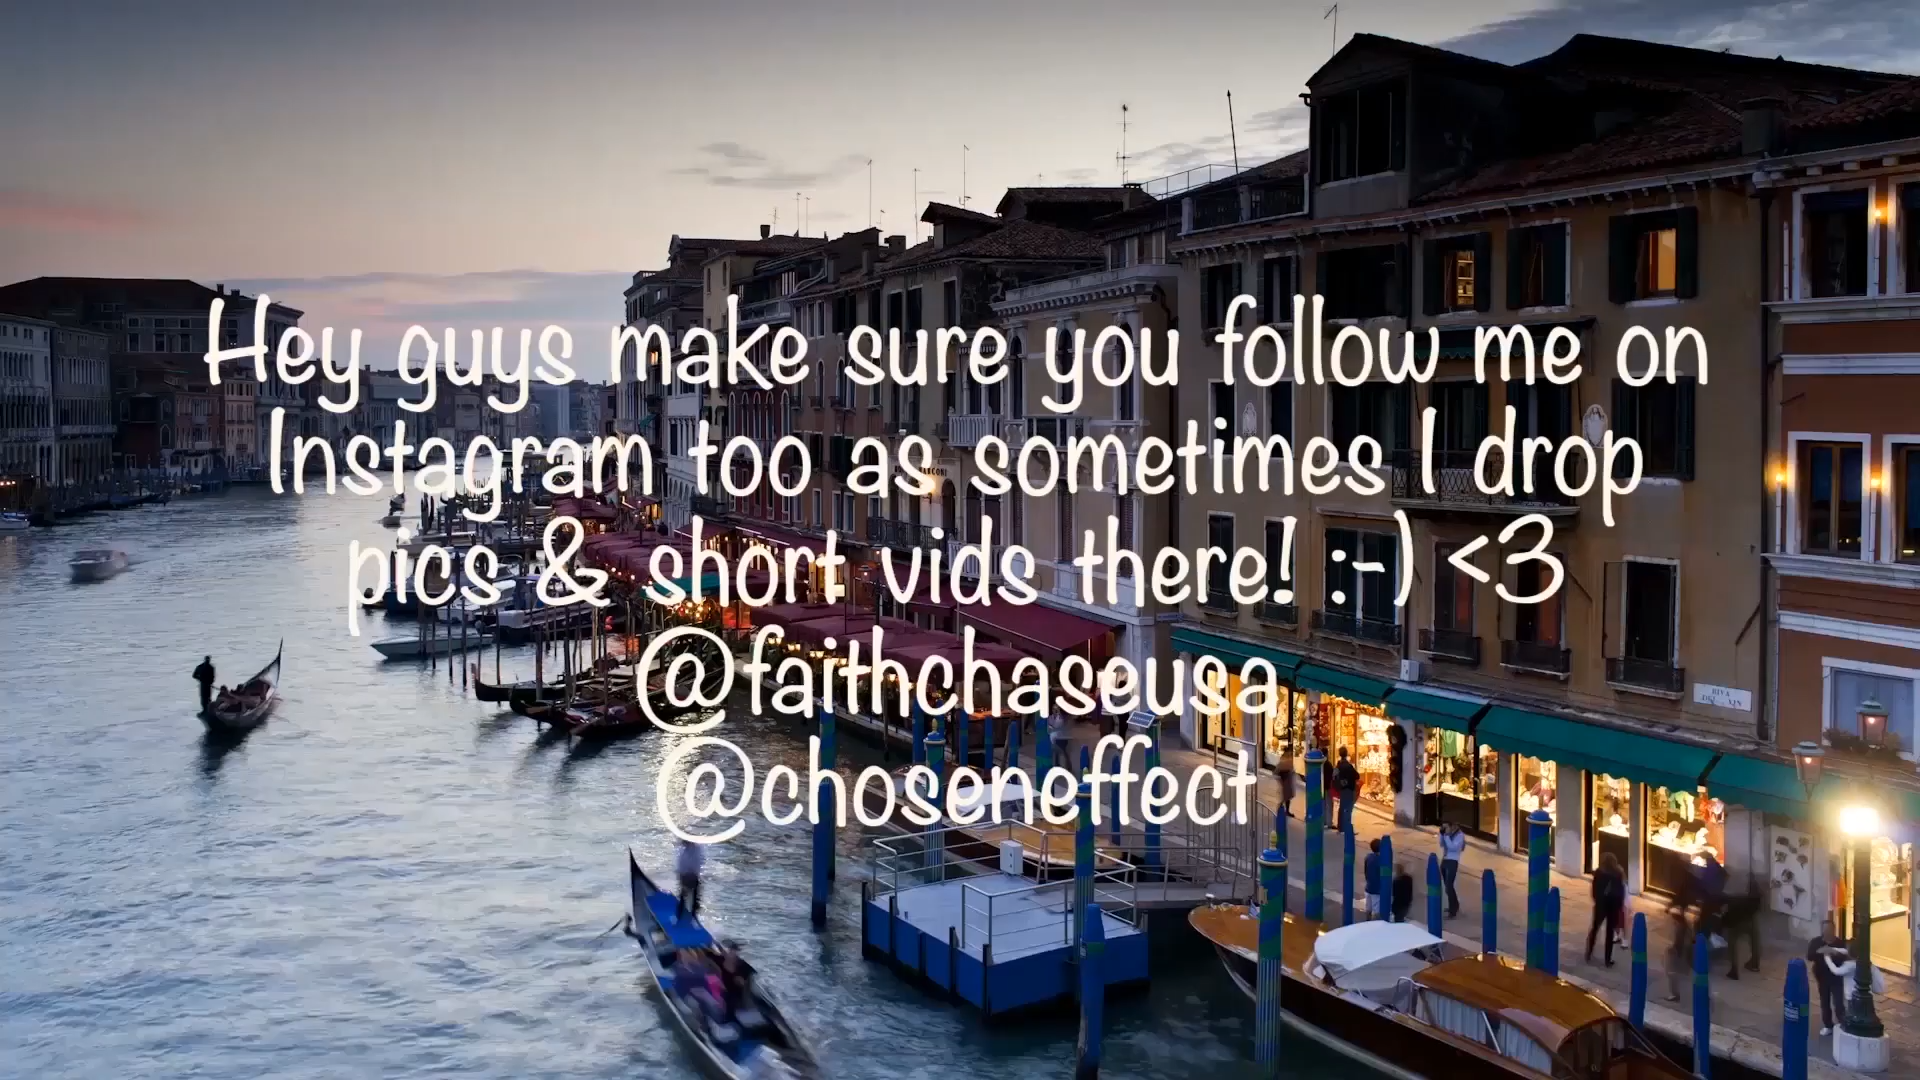 Hey guys make sure you follow me on
Instagram too as sometimes I drop
pics & short vids there! :-) <3
@faithchaseusa
@choseneffect